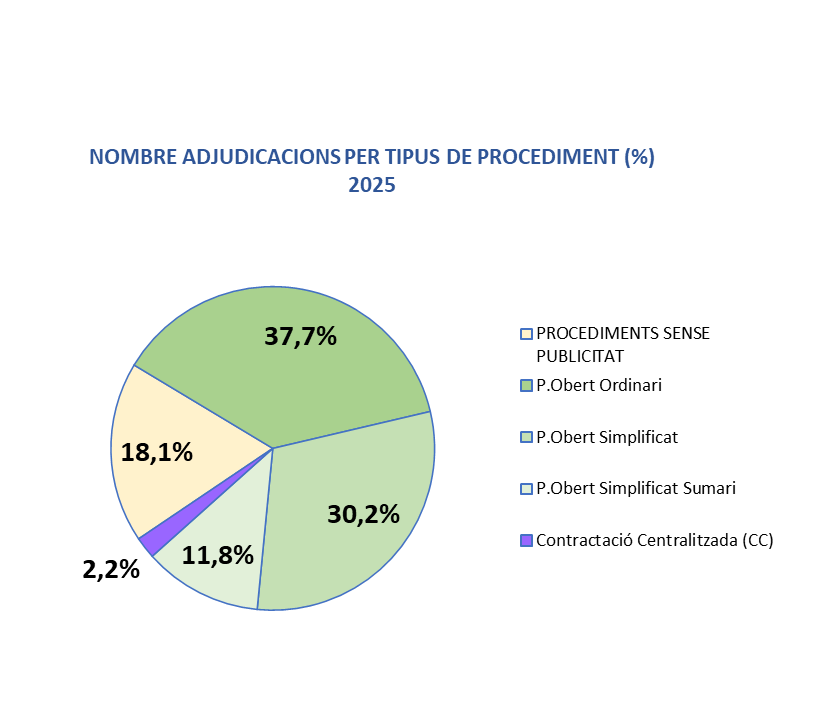 NOMBRE ADJUDICACIONS PER TIPUS DE PROCEDIMENT (%)
2025
37,7%
18,1%
30,2%
11,8%
2,2%
PROCEDIMENTS SENSE
PUBLICITAT
P.Obert Ordinari
P.Obert Simplificat
P.Obert Simplificat Sumari
Contractació Centralitzada (CC)